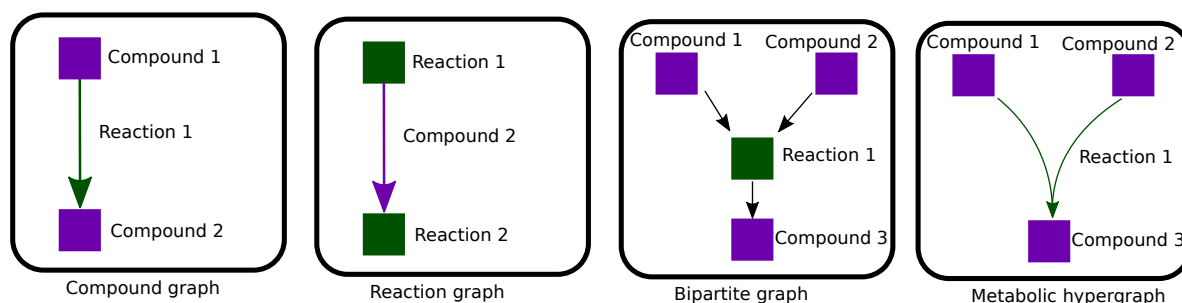 Compound 1
Reaction 1
Compound 2
Compound graph
Reaction 1
Compound 2
Reaction 2
Reaction graph
Compound 1
Compound 2
Reaction 1
Compound 3
Bipartite graph
Compound 1
Compound 2
Reaction 1
Compound 3
Metabolic hypergraph